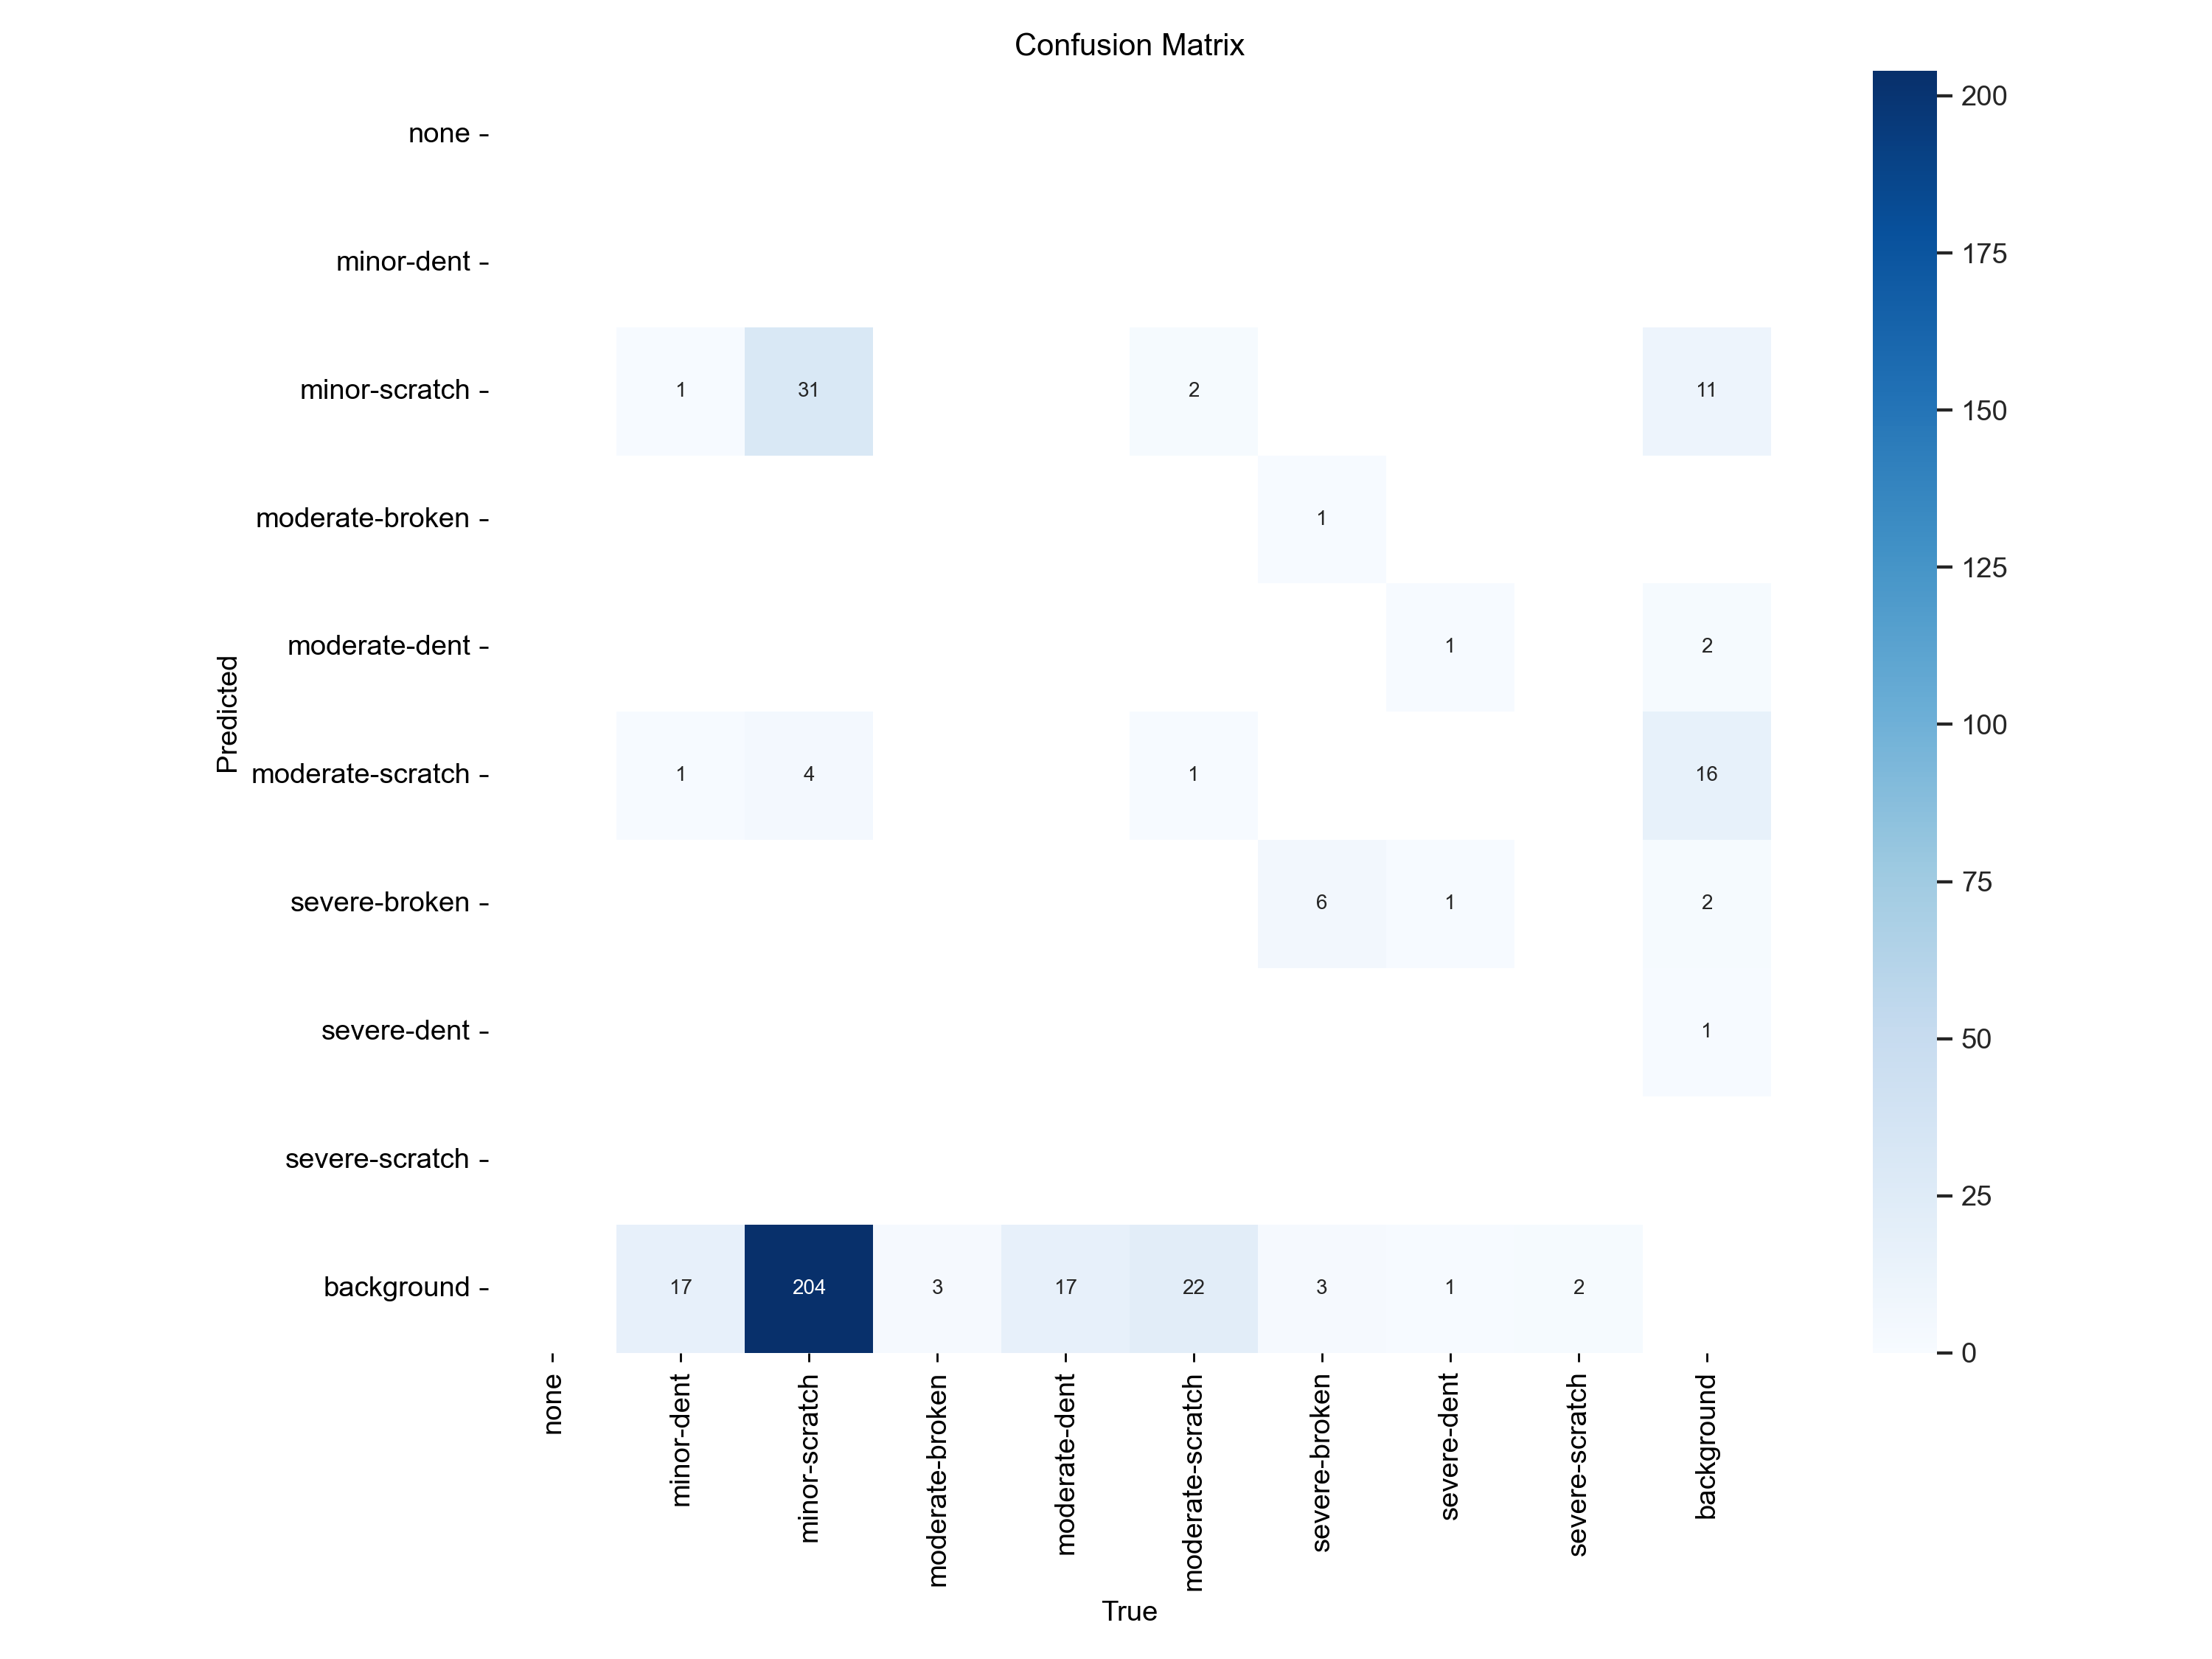 Confusion Matrix
none
minor-dent
minor-scratch 1 31 2 11
moderate-broken 1
moderate-dent 1 2
moderate-scratch 1 4 1 16
severe-broken 6 1 2
severe-dent 1
severe-scratch
background 17 204 3 17 22 3 1 2
Predicted
none
minor-dent
minor-scratch
moderate-broken
moderate-dent
moderate-scratch
severe-broken
severe-dent
severe-scratch
background
True
200
175
150
125
100
75
50
25
0